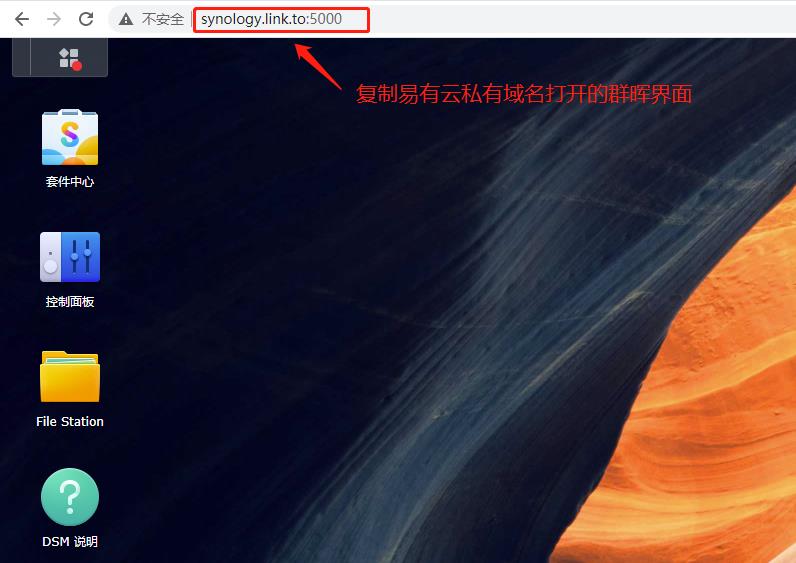 不安全 synology.link.to:5000
复制易有云私有域名打开的群晖界面
套件中心
控制面板
File Station
DSM 说明